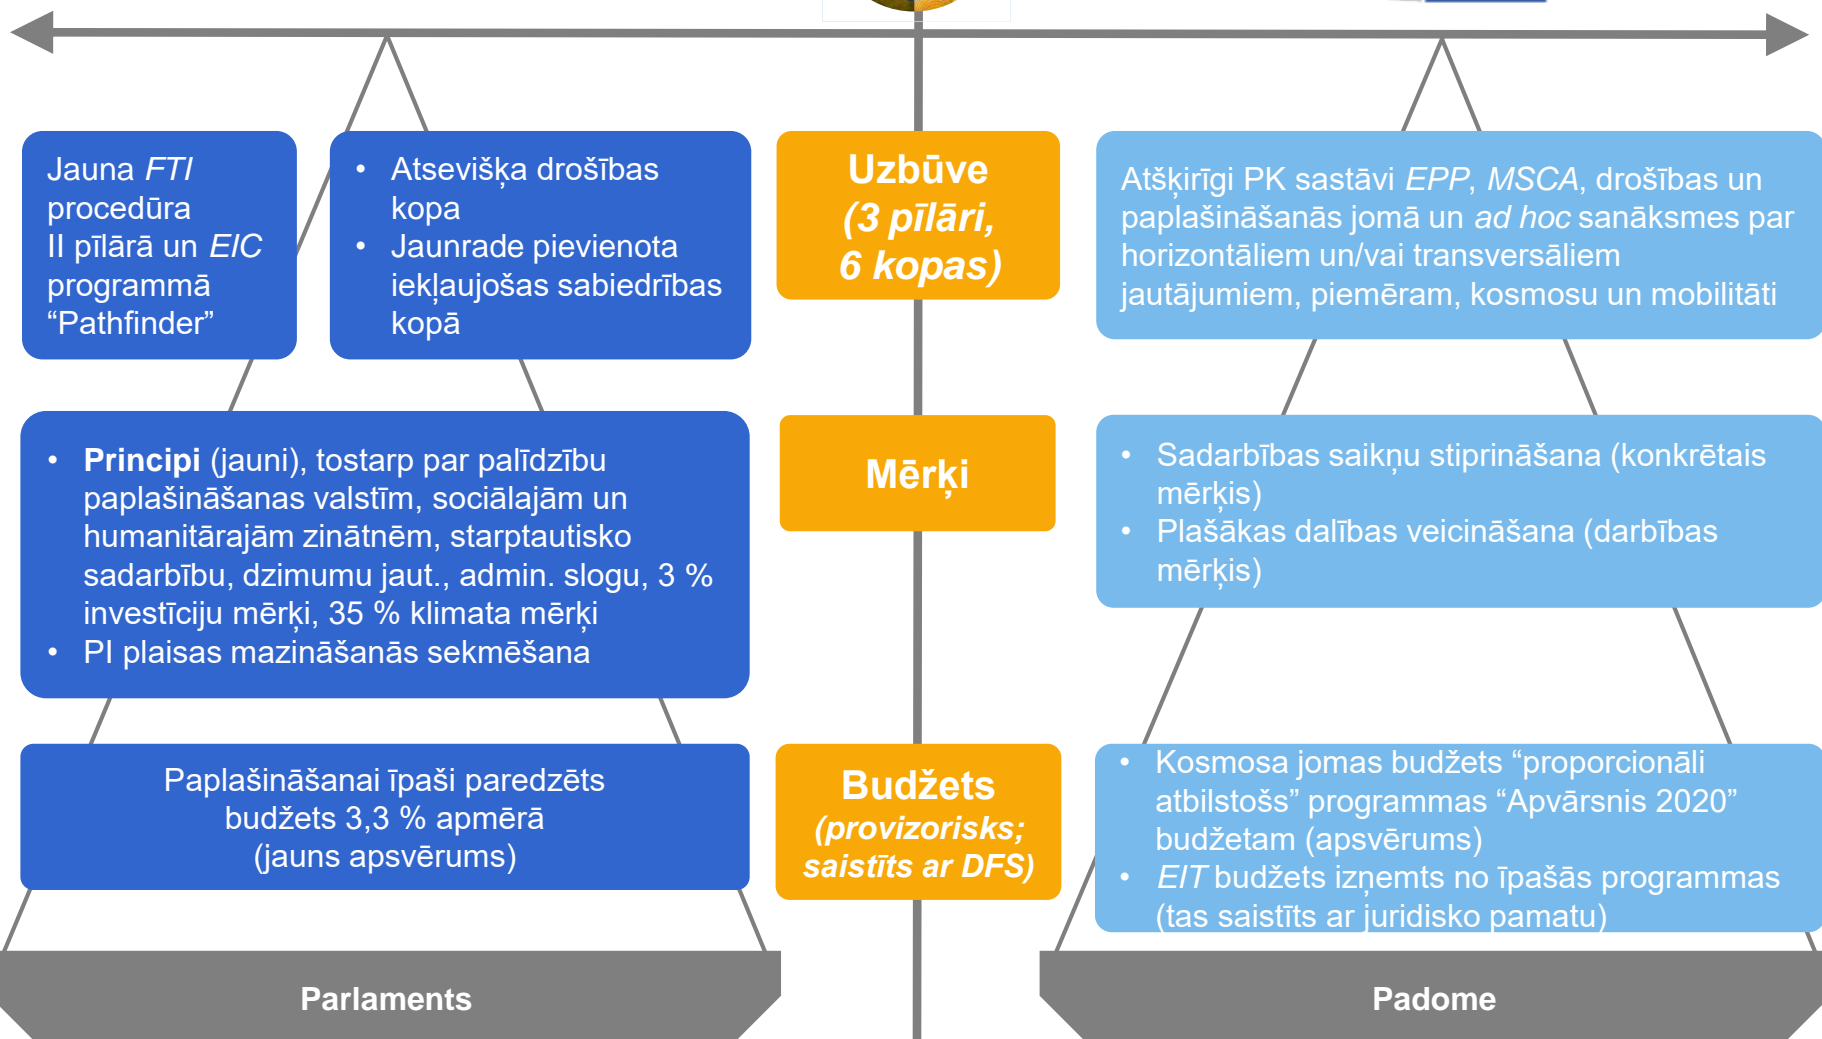 Jauna FTI
procedūra
II pīlārā un EIC
programmā
“Pathfinder”
• Atsevišķa drošības
kopa
• Jaunrade pievienota
iekļaujošas sabiedrības
kopā
Uzbūve
(3 pīlāri,
6 kopas)
Atšķirīgi PK sastāvi EPP, MSCA, drošības un
paplašināšanās jomā un ad hoc sanāksmes par
horizontāliem un/vai transversāliem
jautājumiem, piemēram, kosmosu un mobilitāti
• Principi (jauni), tostarp par palīdzību
paplašināšanas valstīm, sociālajām un
humanitārajām zinātnēm, starptautisko
sadarbību, dzimumu jaut., admin. slogu, 3 %
investīciju mērķi, 35 % klimata mērķi
• PI plaisas mazināšanās sekmēšana
Mērķi
• Sadarbības saikņu stiprināšana (konkrētais
mērķis)
• Plašākas dalības veicināšana (darbības
mērķis)
Paplašināšanai īpaši paredzēts
budžets 3,3 % apmērā
(jauns apsvērums)
Budžets
(provizorisks;
saistīts ar DFS)
• Kosmosa jomas budžets “proporcionāli
atbilstošs” programmas “Apvārsnis 2020”
budžetam (apsvērums)
• EIT budžets izņemts no īpašās programmas
(tas saistīts ar juridisko pamatu)
Parlaments
Padome